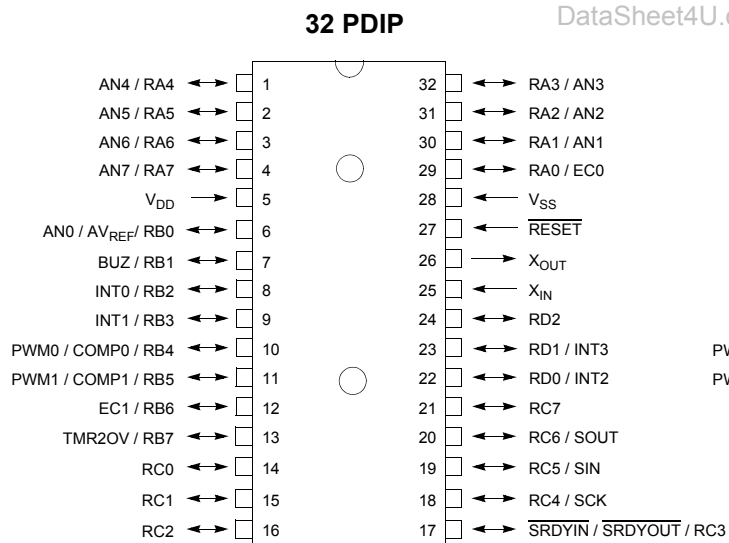 DataSheet4U.c
32 PDIP
AN4 / RA4 1 32 RA3 / AN3
AN5 / RA5 2 31 RA2 / AN2
AN6 / RA6 3 30 RA1 / AN1
AN7 / RA7 4 29 RA0 / EC0
VDD 5 28 VSS
AN0 / AVREF/ RB0 6 27 RESET
BUZ / RB1 7 26 XOUT
INT0 / RB2 8 25 XIN
INT1 / RB3 9 24 RD2
PWM0 / COMP0 / RB4 10 23 RD1 / INT3 PW
PWM1 / COMP1 / RB5 11 22 RD0 / INT2 PW
EC1 / RB6 12 21 RC7
TMR2OV / RB7 13 20 RC6 / SOUT
RC0 14 19 RC5 / SIN
RC1 15 18 RC4 / SCK
RC2 16 17 SRDYIN / SRDYOUT / RC3